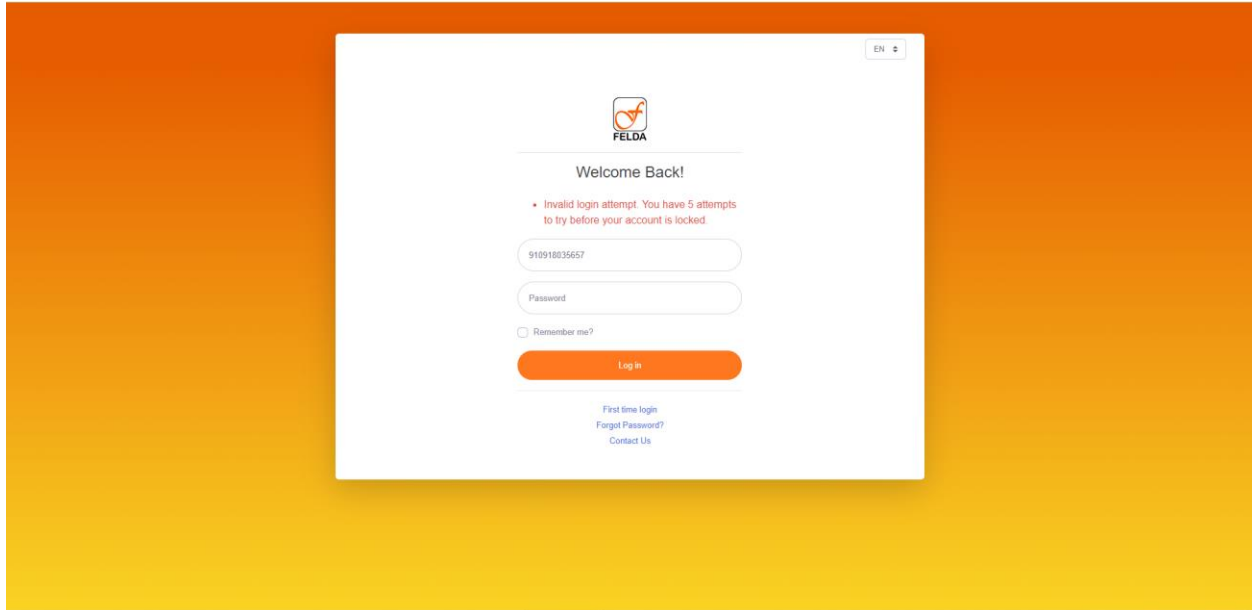 EN
FELDA
Welcome Back!
Invalid login attempt. You have 5 attempts
to try before your account is locked.
910918035657
Password
Remember me?
Log in
First time login
Forgot Password?
Contact Us